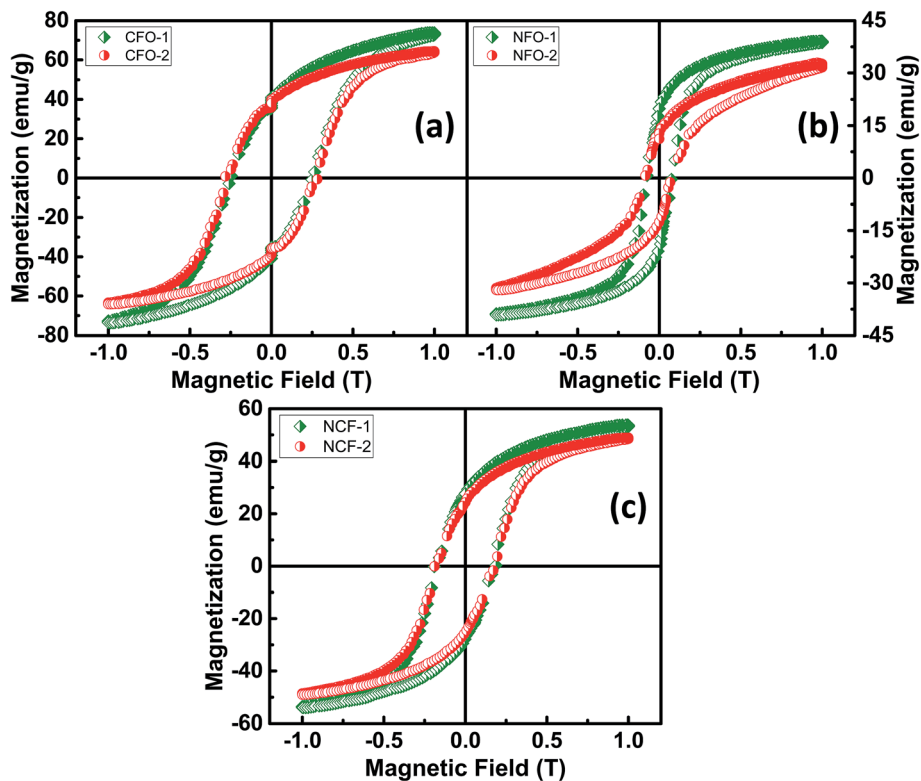 80
60
40
20
0
-20
-40
-60
-80
Magnetization (emu/g)
CFO-1
CFO-2
(a)
-1.0
-0.5
0.0
0.5
1.0
Magnetic Field (T)
NFO-1
NFO-2
(b)
45
30
15
0
-15
-30
-45
Magnetization (emu/g)
-1.0
-0.5
0.0
0.5
1.0
Magnetic Field (T)
60
40
20
0
-20
-40
-60
Magnetization (emu/g)
NCF-1
NCF-2
(c)
-1.0
-0.5
0.0
0.5
1.0
Magnetic Field (T)